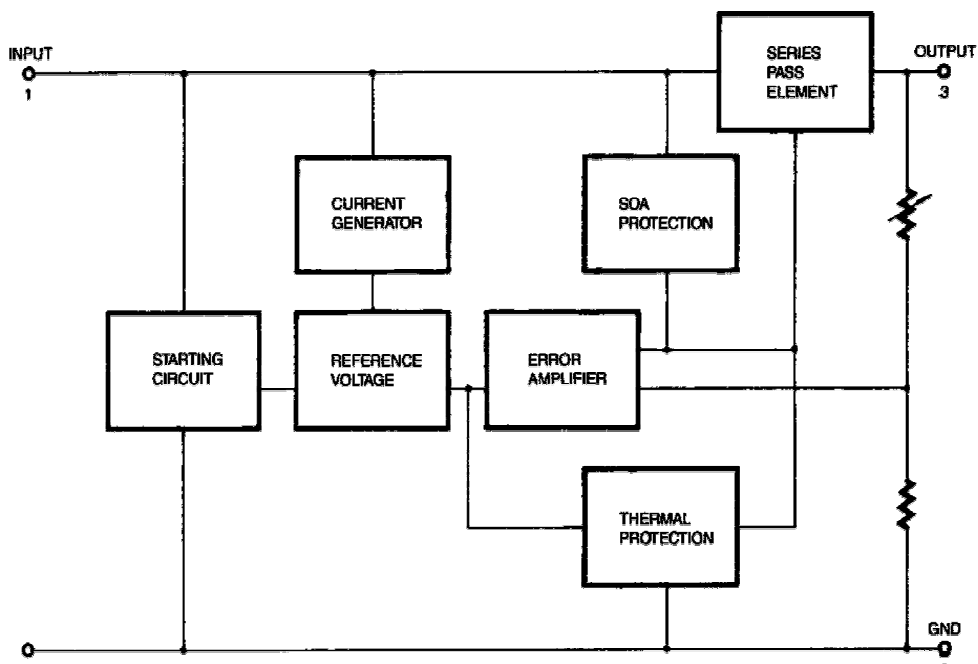 INPUT
1
SERIES
PASS
ELEMENT
OUTPUT
3
CURRENT
GENERATOR
SOA
PROTECTION
STARTING
CIRCUIT
REFERENCE
VOLTAGE
ERROR
AMPLIFIER
THERMAL
PROTECTION
GND